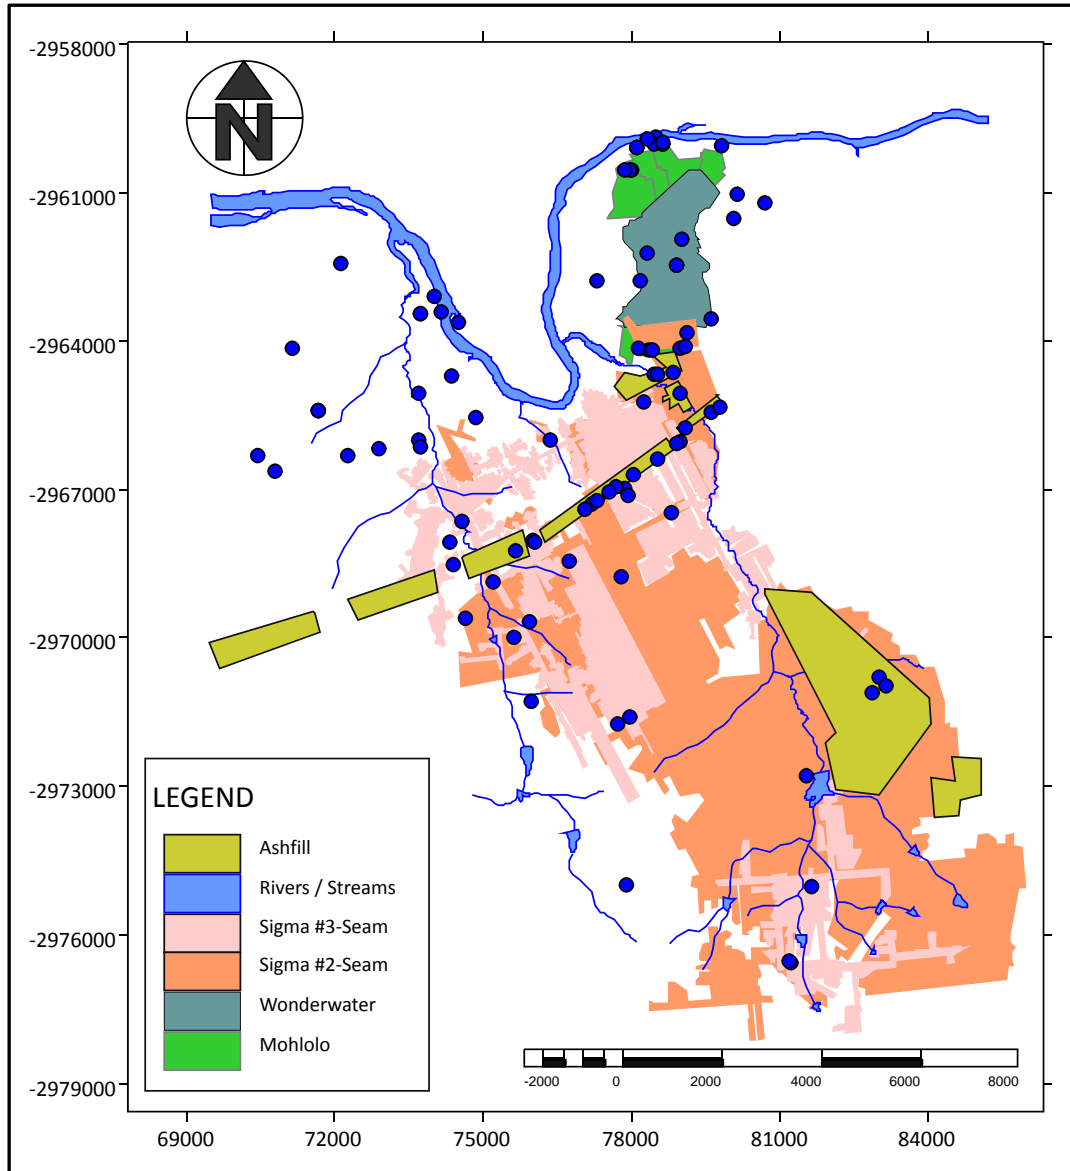 -2958000
N
-2961000
-2964000
-2967000
-2970000
-2973000
-2976000
-2979000
LEGEND
Ashfill
Rivers / Streams
Sigma #3-Seam
Sigma #2-Seam
Wonderwater
Mohlolo
-2000 0 2000 4000 6000 8000
69000 72000 75000 78000 81000 84000